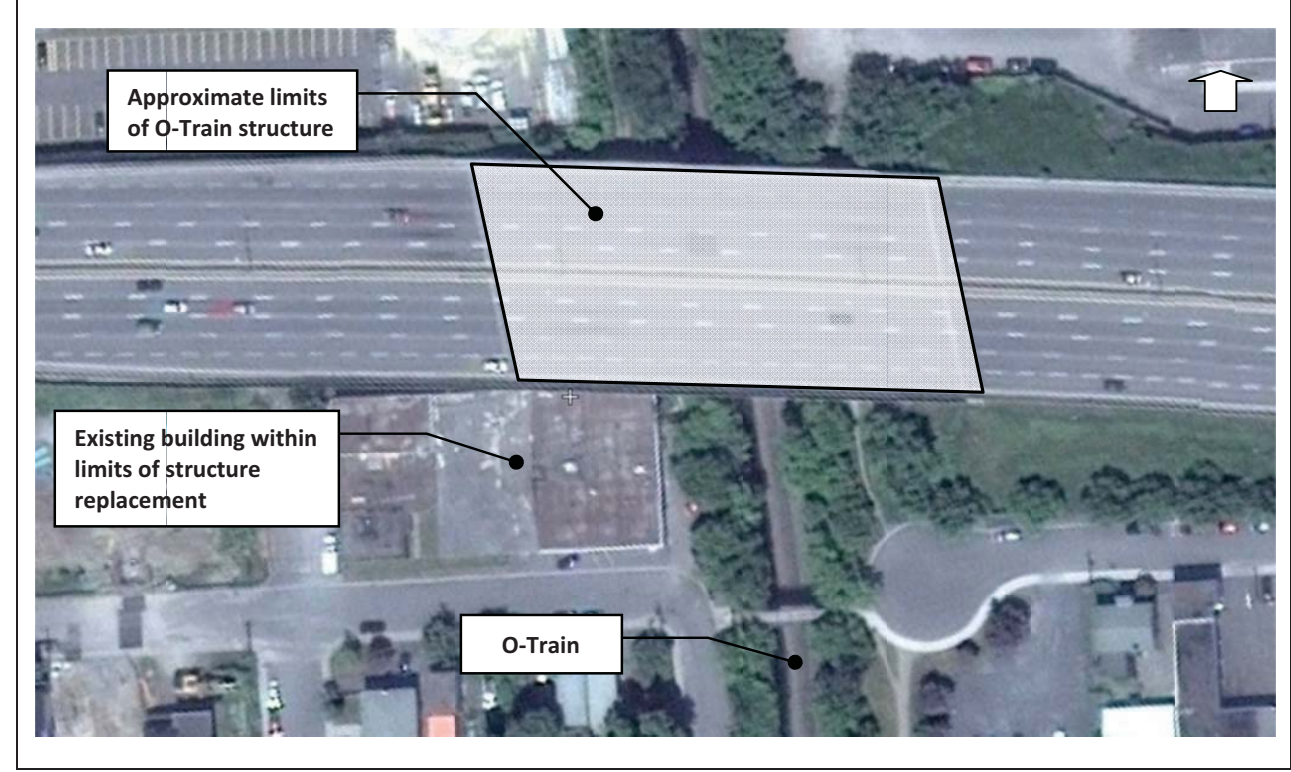 Approximate limits
of O-Train structure
Existing building within
limits of structure
replacement
O-Train